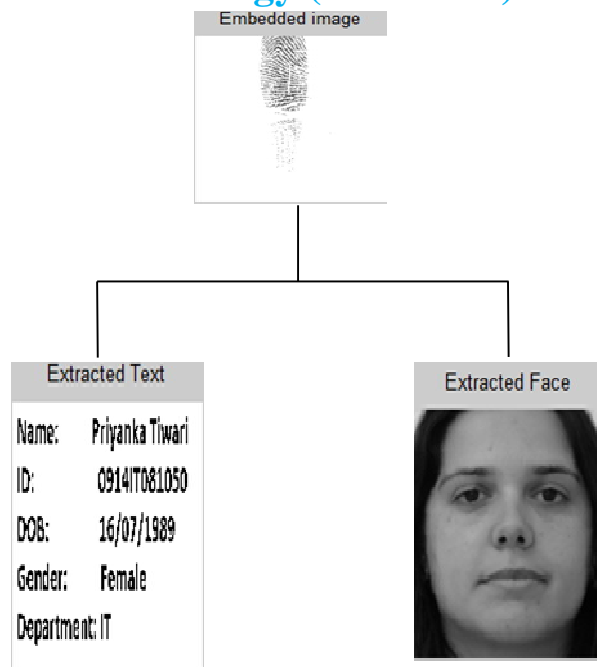 Embedded image
Extracted Text
Name: Priyanka Tiwari
ID: 0914IT081050
DOB: 16/07/1989
Gender: Female
Department: IT
Extracted Face